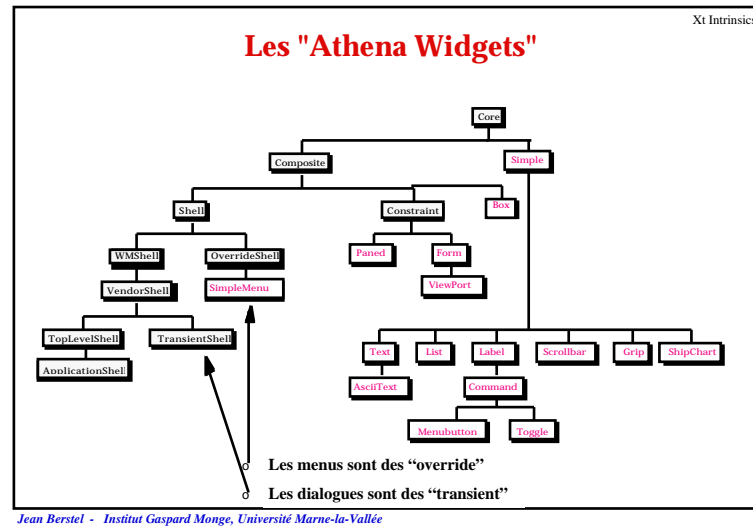 Xt Intrinsics
Les "Athena Widgets"
Core
Composite
Simple
Shell
Constraint
Box
WMShell
OverrideShell
Paned
Form
VendorShell
SimpleMenu
ViewPort
TopLevelShell
TransientShell
Text
List
Label
Scrollbar
Grip
ShipChart
ApplicationShell
AsciiText
Command
Menubutton
Toggle
o Les menus sont des “override”
o Les dialogues sont des “transient”
Jean Berstel - Institut Gaspard Monge, Université Marne-la-Vallée